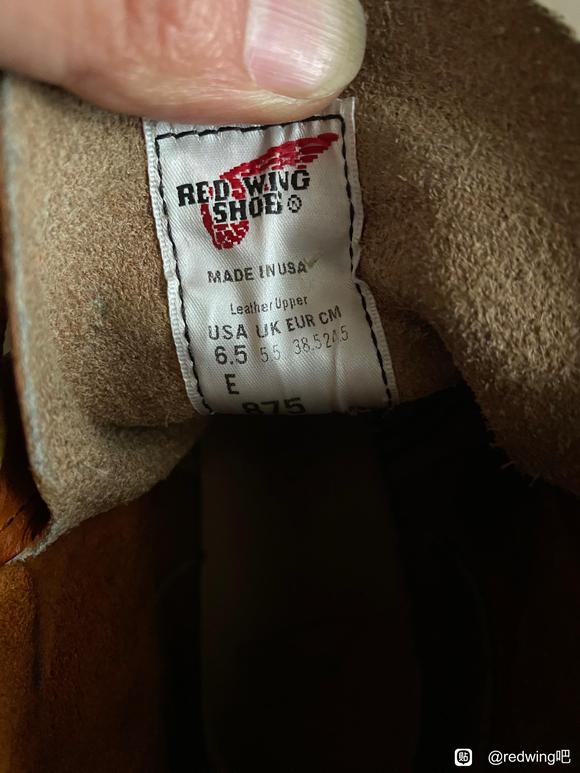 RED WING
SHOES®
MADE IN USA
Leather Upper
USA UK EUR CM
6.5 5.5 38.5 24.5
E
875
贴 @redwing吧